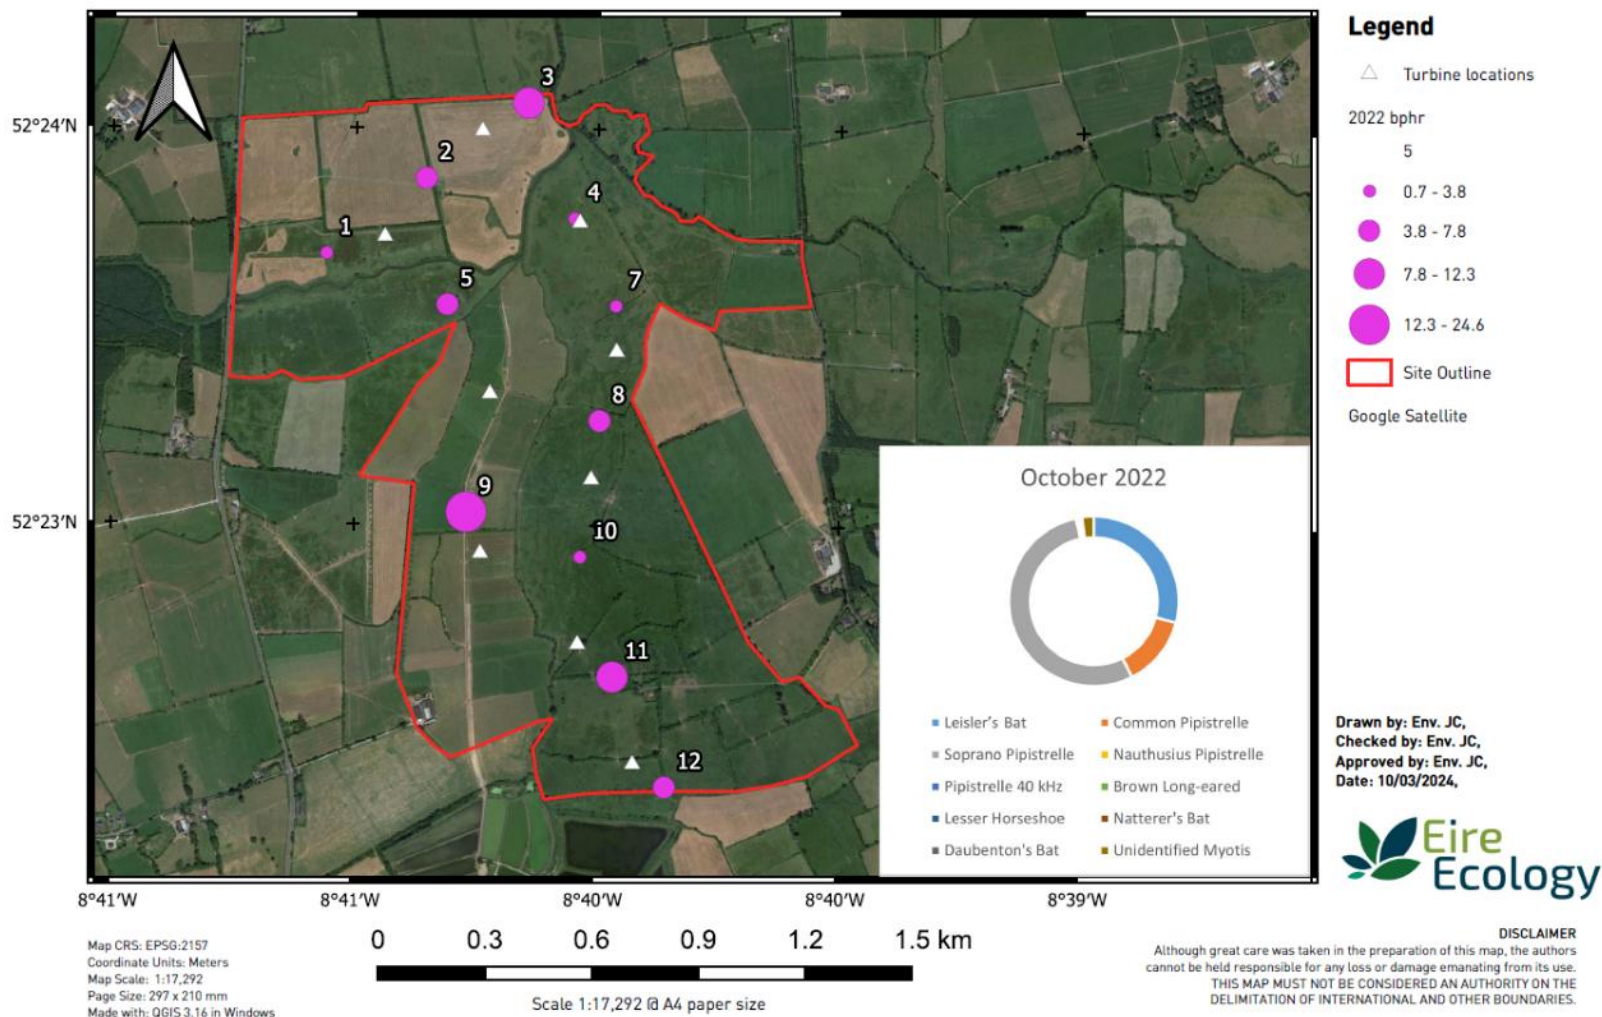 Legend
Turbine locations
2022 bphr
5
0.7 - 3.8
3.8 - 7.8
7.8 - 12.3
12.3 - 24.6
Site Outline
Google Satellite
52°24'N
52°23'N
3
2
4
1
5
7
8
9
i0
11
12
October 2022
Leisler's Bat
Common Pipistrelle
Soprano Pipistrelle
Nauthusius Pipistrelle
Pipistrelle 40 kHz
Brown Long-eared
Lesser Horseshoe
Natterer's Bat
Daubenton's Bat
Unidentified Myotis
Drawn by: Env. JC,
Checked by: Env. JC,
Approved by: Env. JC,
Date: 10/03/2024,
Eire
Ecology
8°41'W 8°41'W 8°40'W 8°40'W 8°39'W
0 0.3 0.6 0.9 1.2 1.5 km
Scale 1:17,292 @ A4 paper size
Map CRS: EPSG:2157
Coordinate Units: Meters
Map Scale: 1:17,292
Page Size: 297 x 210 mm
Made with: QGIS 3.16 in Windows
DISCLAIMER
Although great care was taken in the preparation of this map, the authors
cannot be held responsible for any loss or damage emanating from its use.
THIS MAP MUST NOT BE CONSIDERED AN AUTHORITY ON THE
DELIMITATION OF INTERNATIONAL AND OTHER BOUNDARIES.